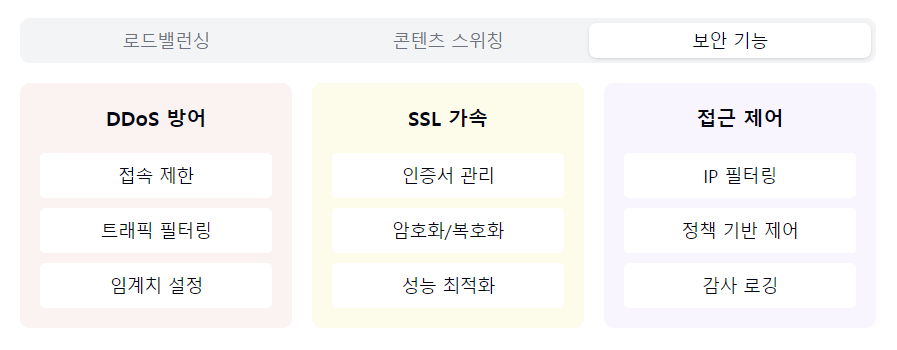 로드밸런싱
콘텐츠 스위칭
보안 기능
DDoS 방어
접속 제한
트래픽 필터링
임계치 설정
SSL 가속
인증서 관리
암호화/복호화
성능 최적화
접근 제어
IP 필터링
정책 기반 제어
감사 로깅